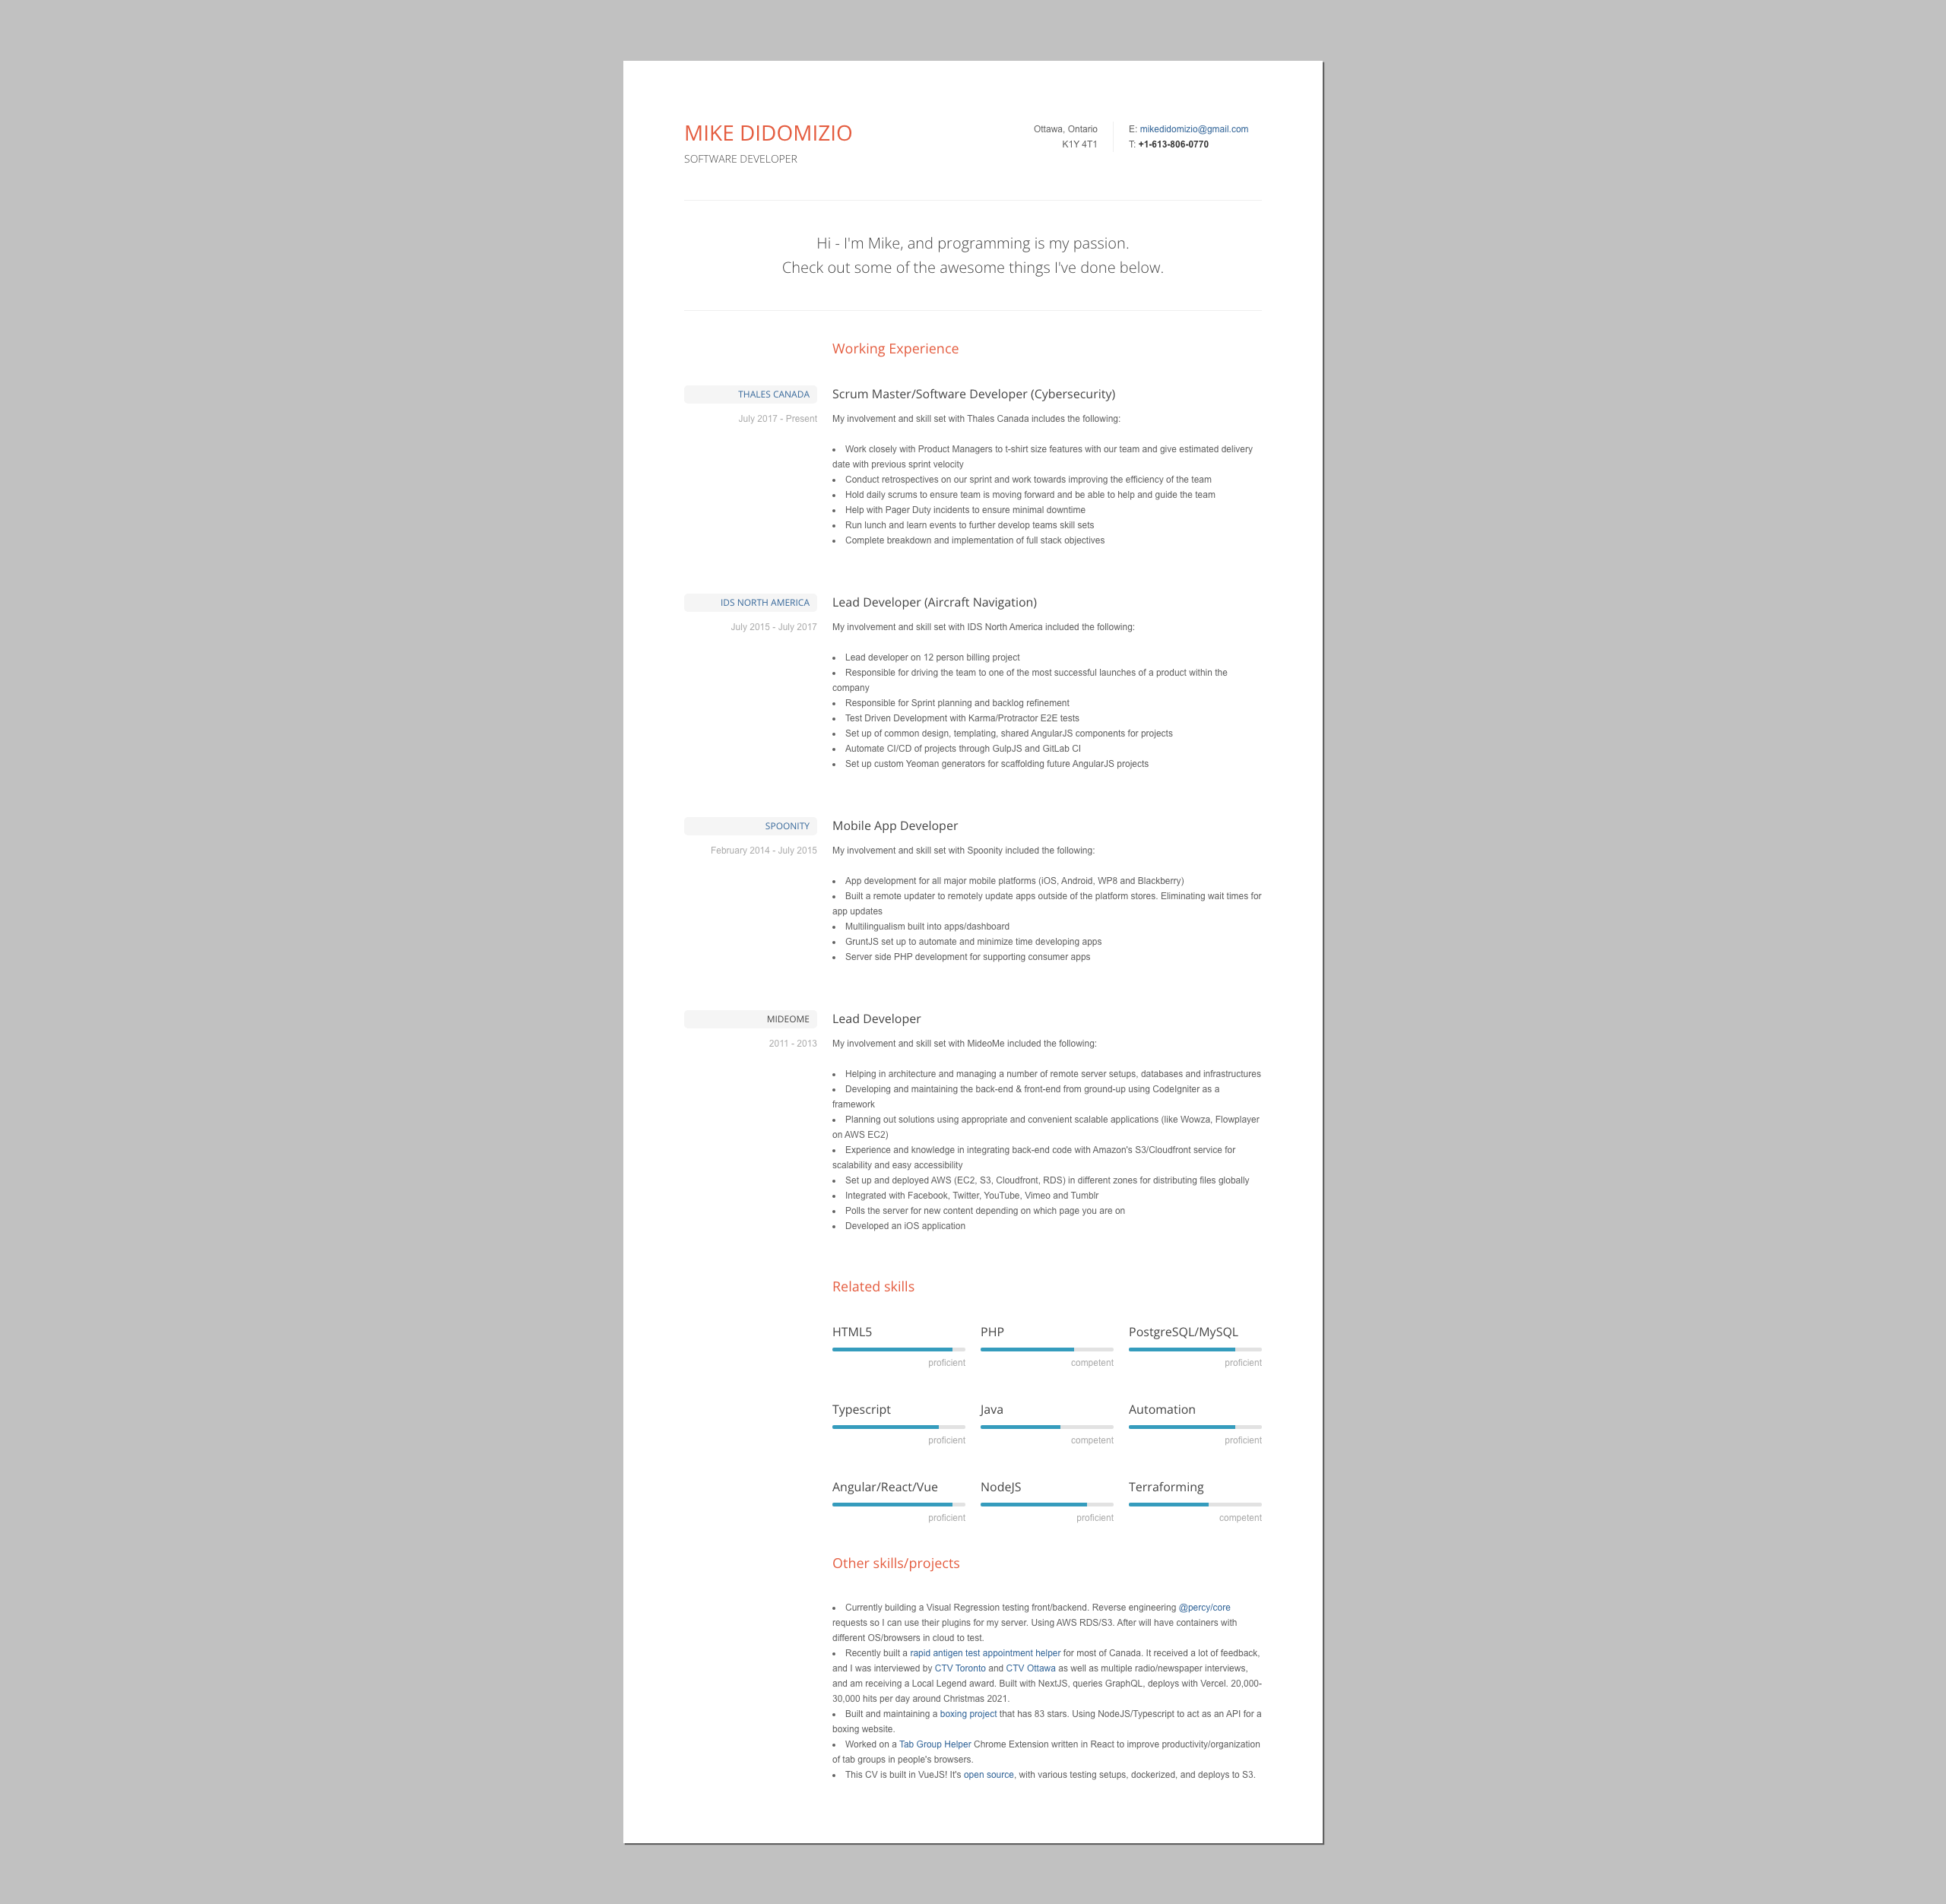 MIKE DIDOMIZIO
SOFTWARE DEVELOPER
Ottawa, Ontario
K1Y 4T1
E: mikedidomizio@gmail.com
T: +1-613-806-0770
Hi - I'm Mike, and programming is my passion.
Check out some of the awesome things I've done below.
Working Experience
THALES CANADA
July 2017 - Present
Scrum Master/Software Developer (Cybersecurity)
My involvement and skill set with Thales Canada includes the following:
• Work closely with Product Managers to t-shirt size features with our team and give estimated delivery
date with previous sprint velocity
• Conduct retrospectives on our sprint and work towards improving the efficiency of the team
• Hold daily scrums to ensure team is moving forward and be able to help and guide the team
• Help with Pager Duty incidents to ensure minimal downtime
• Run lunch and learn events to further develop teams skill sets
• Complete breakdown and implementation of full stack objectives
IDS NORTH AMERICA
July 2015 - July 2017
Lead Developer (Aircraft Navigation)
My involvement and skill set with IDS North America included the following:
• Lead developer on 12 person billing project
• Responsible for driving the team to one of the most successful launches of a product within the
company
• Responsible for Sprint planning and backlog refinement
• Test Driven Development with Karma/Protractor E2E tests
• Set up of common design, templating, shared AngularJS components for projects
• Automate CI/CD of projects through GulpJS and GitLab CI
• Set up custom Yeoman generators for scaffolding future AngularJS projects
SPOONITY
February 2014 - July 2015
Mobile App Developer
My involvement and skill set with Spoonity included the following:
• App development for all major mobile platforms (iOS, Android, WP8 and Blackberry)
• Built a remote updater to remotely update apps outside of the platform stores. Eliminating wait times for
app updates
• Multilingualism built into apps/dashboard
• GruntJS set up to automate and minimize time developing apps
• Server side PHP development for supporting consumer apps
MIDEOME
2011 - 2013
Lead Developer
My involvement and skill set with MideoMe included the following:
• Helping in architecture and managing a number of remote server setups, databases and infrastructures
• Developing and maintaining the back-end & front-end from ground-up using CodeIgniter as a
framework
• Planning out solutions using appropriate and convenient scalable applications (like Wowza, Flowplayer
on AWS EC2)
• Experience and knowledge in integrating back-end code with Amazon's S3/Cloudfront service for
scalability and easy accessibility
• Set up and deployed AWS (EC2, S3, Cloudfront, RDS) in different zones for distributing files globally
• Integrated with Facebook, Twitter, YouTube, Vimeo and Tumblr
• Polls the server for new content depending on which page you are on
• Developed an iOS application
Related skills
HTML5
proficient
PHP
competent
PostgreSQL/MySQL
proficient
Typescript
proficient
Java
competent
Automation
proficient
Angular/React/Vue
proficient
NodeJS
proficient
Terraforming
competent
Other skills/projects
• Currently building a Visual Regression testing front/backend. Reverse engineering @percy/core
requests so I can use their plugins for my server. Using AWS RDS/S3. After will have containers with
different OS/browsers in cloud to test.
• Recently built a rapid antigen test appointment helper for most of Canada. It received a lot of feedback,
and I was interviewed by CTV Toronto and CTV Ottawa as well as multiple radio/newspaper interviews,
and am receiving a Local Legend award. Built with NextJS, queries GraphQL, deploys with Vercel. 20,000-
30,000 hits per day around Christmas 2021.
• Built and maintaining a boxing project that has 83 stars. Using NodeJS/Typescript to act as an API for a
boxing website.
• Worked on a Tab Group Helper Chrome Extension written in React to improve productivity/organization
of tab groups in people's browsers.
• This CV is built in VueJS! It's open source, with various testing setups, dockerized, and deploys to S3.